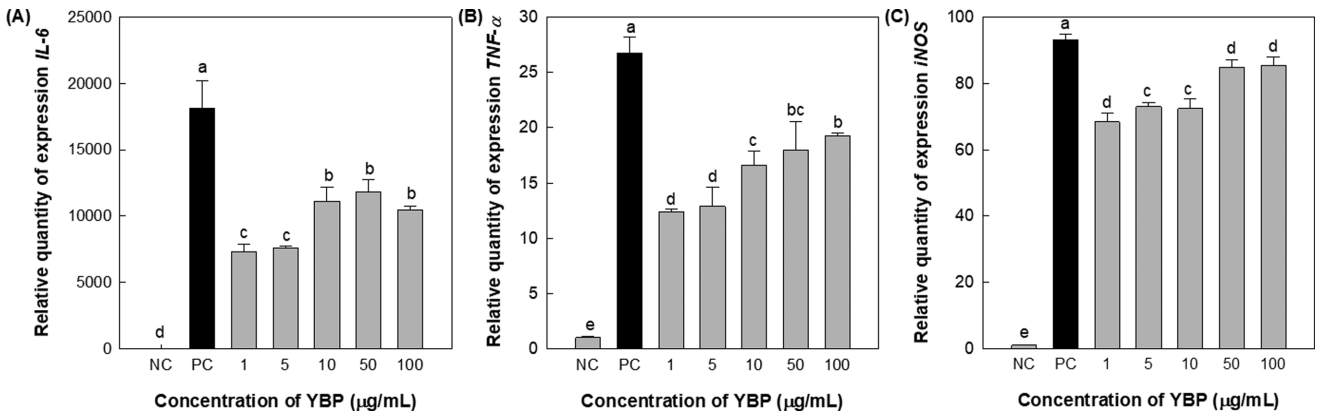 (A)
Relative quantity of expression IL-6
25000
20000
15000
10000
5000
0
d
a
c
c
b
b
b
NC PC 1 5 10 50 100
Concentration of YBP (μg/mL)
(B)
Relative quantity of expression TNF-α
30
25
20
15
10
5
0
e
a
d
d
c
bc
b
NC PC 1 5 10 50 100
Concentration of YBP (μg/mL)
(C)
Relative quantity of expression iNOS
100
80
60
40
20
0
e
a
d
c
c
d
d
NC PC 1 5 10 50 100
Concentration of YBP (μg/mL)